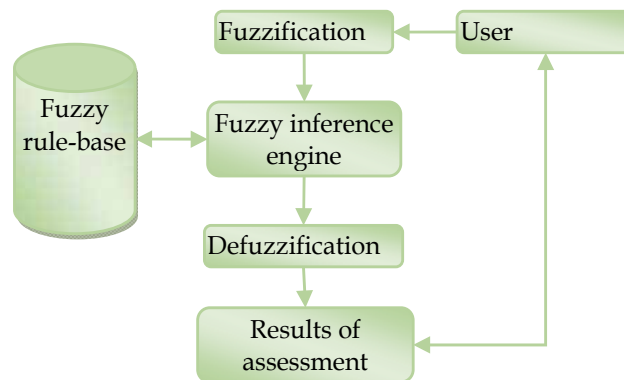 Fuzzification
User
Fuzzy
rule-base
Fuzzy inference
engine
Defuzzification
Results of
assessment